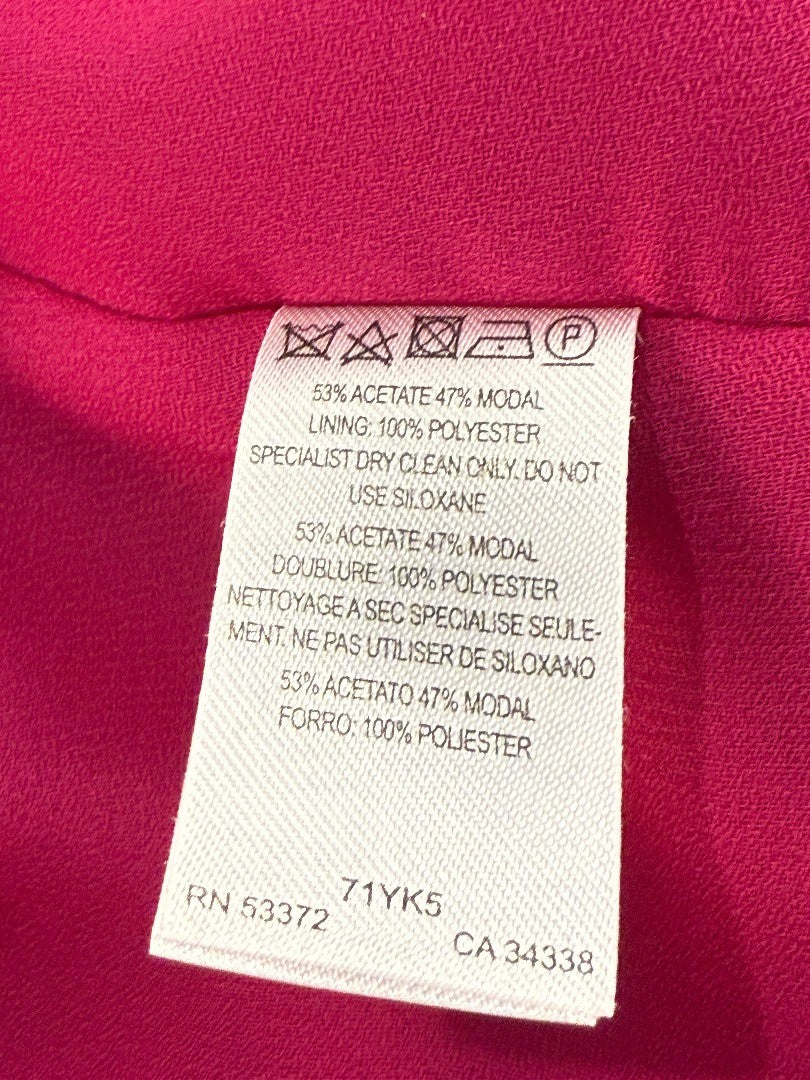 P
53% ACETATE 47% MODAL
LINING: 100% POLYESTER
SPECIALIST DRY CLEAN ONLY. DO NOT
USE SILOXANE
53% ACETATE 47% MODAL
DOUBLURE: 100% POLYESTER
NETTOYAGE A SEC SPECIALISE SEULE-
MENT. NE PAS UTILISER DE SILOXANO
53% ACETATO 47% MODAL
FORRO: 100% POLIESTER
71YK5
RN 53372
CA 34338